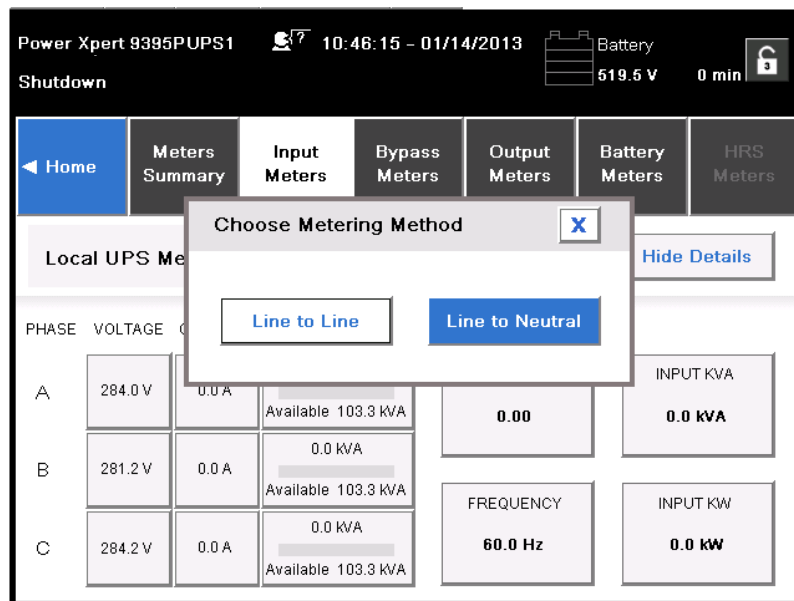 Power Xpert 9395PUPS1 ? 10:46:15 - 01/14/2013 Battery
Shutdown 519.5 V 0 min 3
Home
Meters Summary
Input Meters
Bypass Meters
Output Meters
Battery Meters
HRS Meters
Choose Metering Method X
Local UPS Hide Details
Line to Line Line to Neutral
PHASE VOLTAGE
INPUT KVA
A 284.0 V 0.0 A Available 103.3 kVA 0.00 0.0 kVA
B 281.2 V 0.0 A 0.0 kVA Available 103.3 kVA
FREQUENCY INPUT KW
C 284.2 V 0.0 A 0.0 kVA Available 103.3 kVA 60.0 Hz 0.0 kW